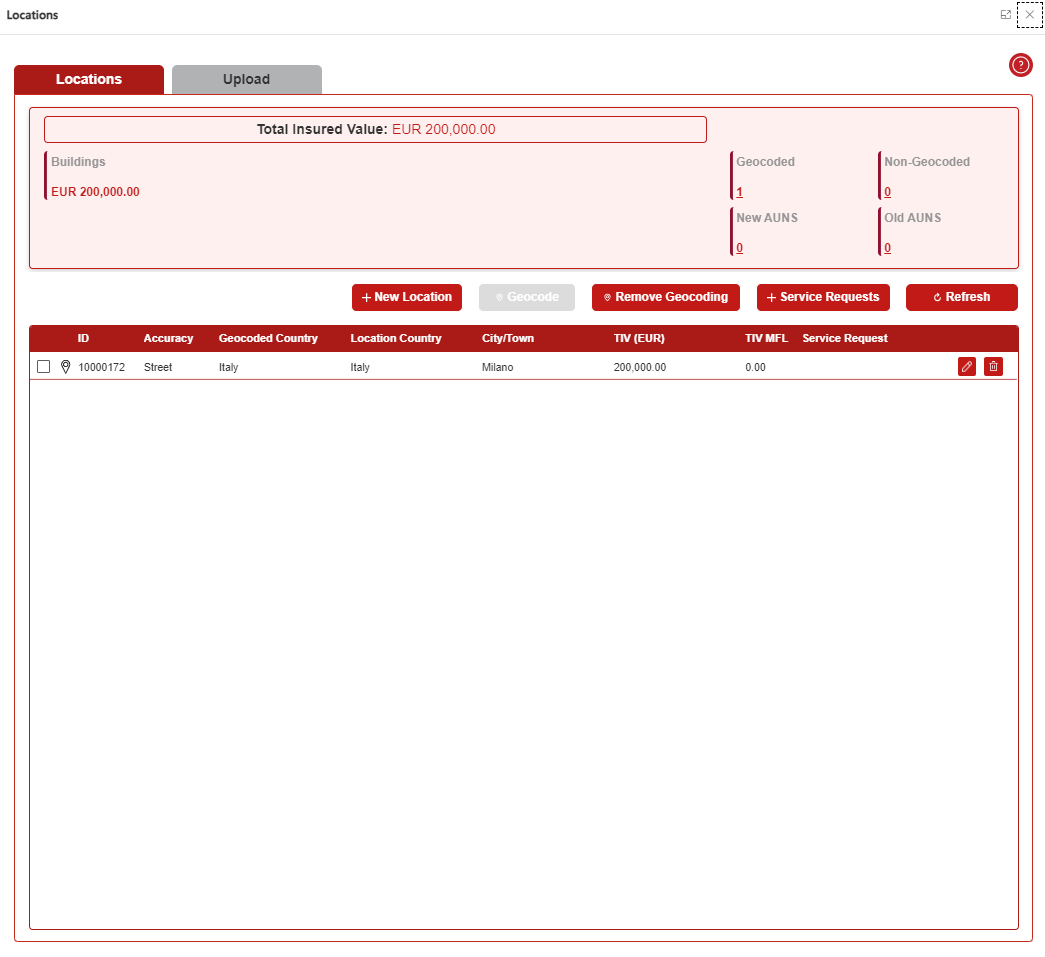 Locations
Locations Upload
?
Total Insured Value: EUR 200,000.00
Buildings Geocoded Non-Geocoded
EUR 200,000.00 1 0
New AUNS Old AUNS
0 0
+ New Location Geocode Remove Geocoding + Service Requests Refresh
ID Accuracy Geocoded Country Location Country City/Town TIV (EUR) TIV MFL Service Request
10000172 Street Italy Italy Milano 200,000.00 0.00